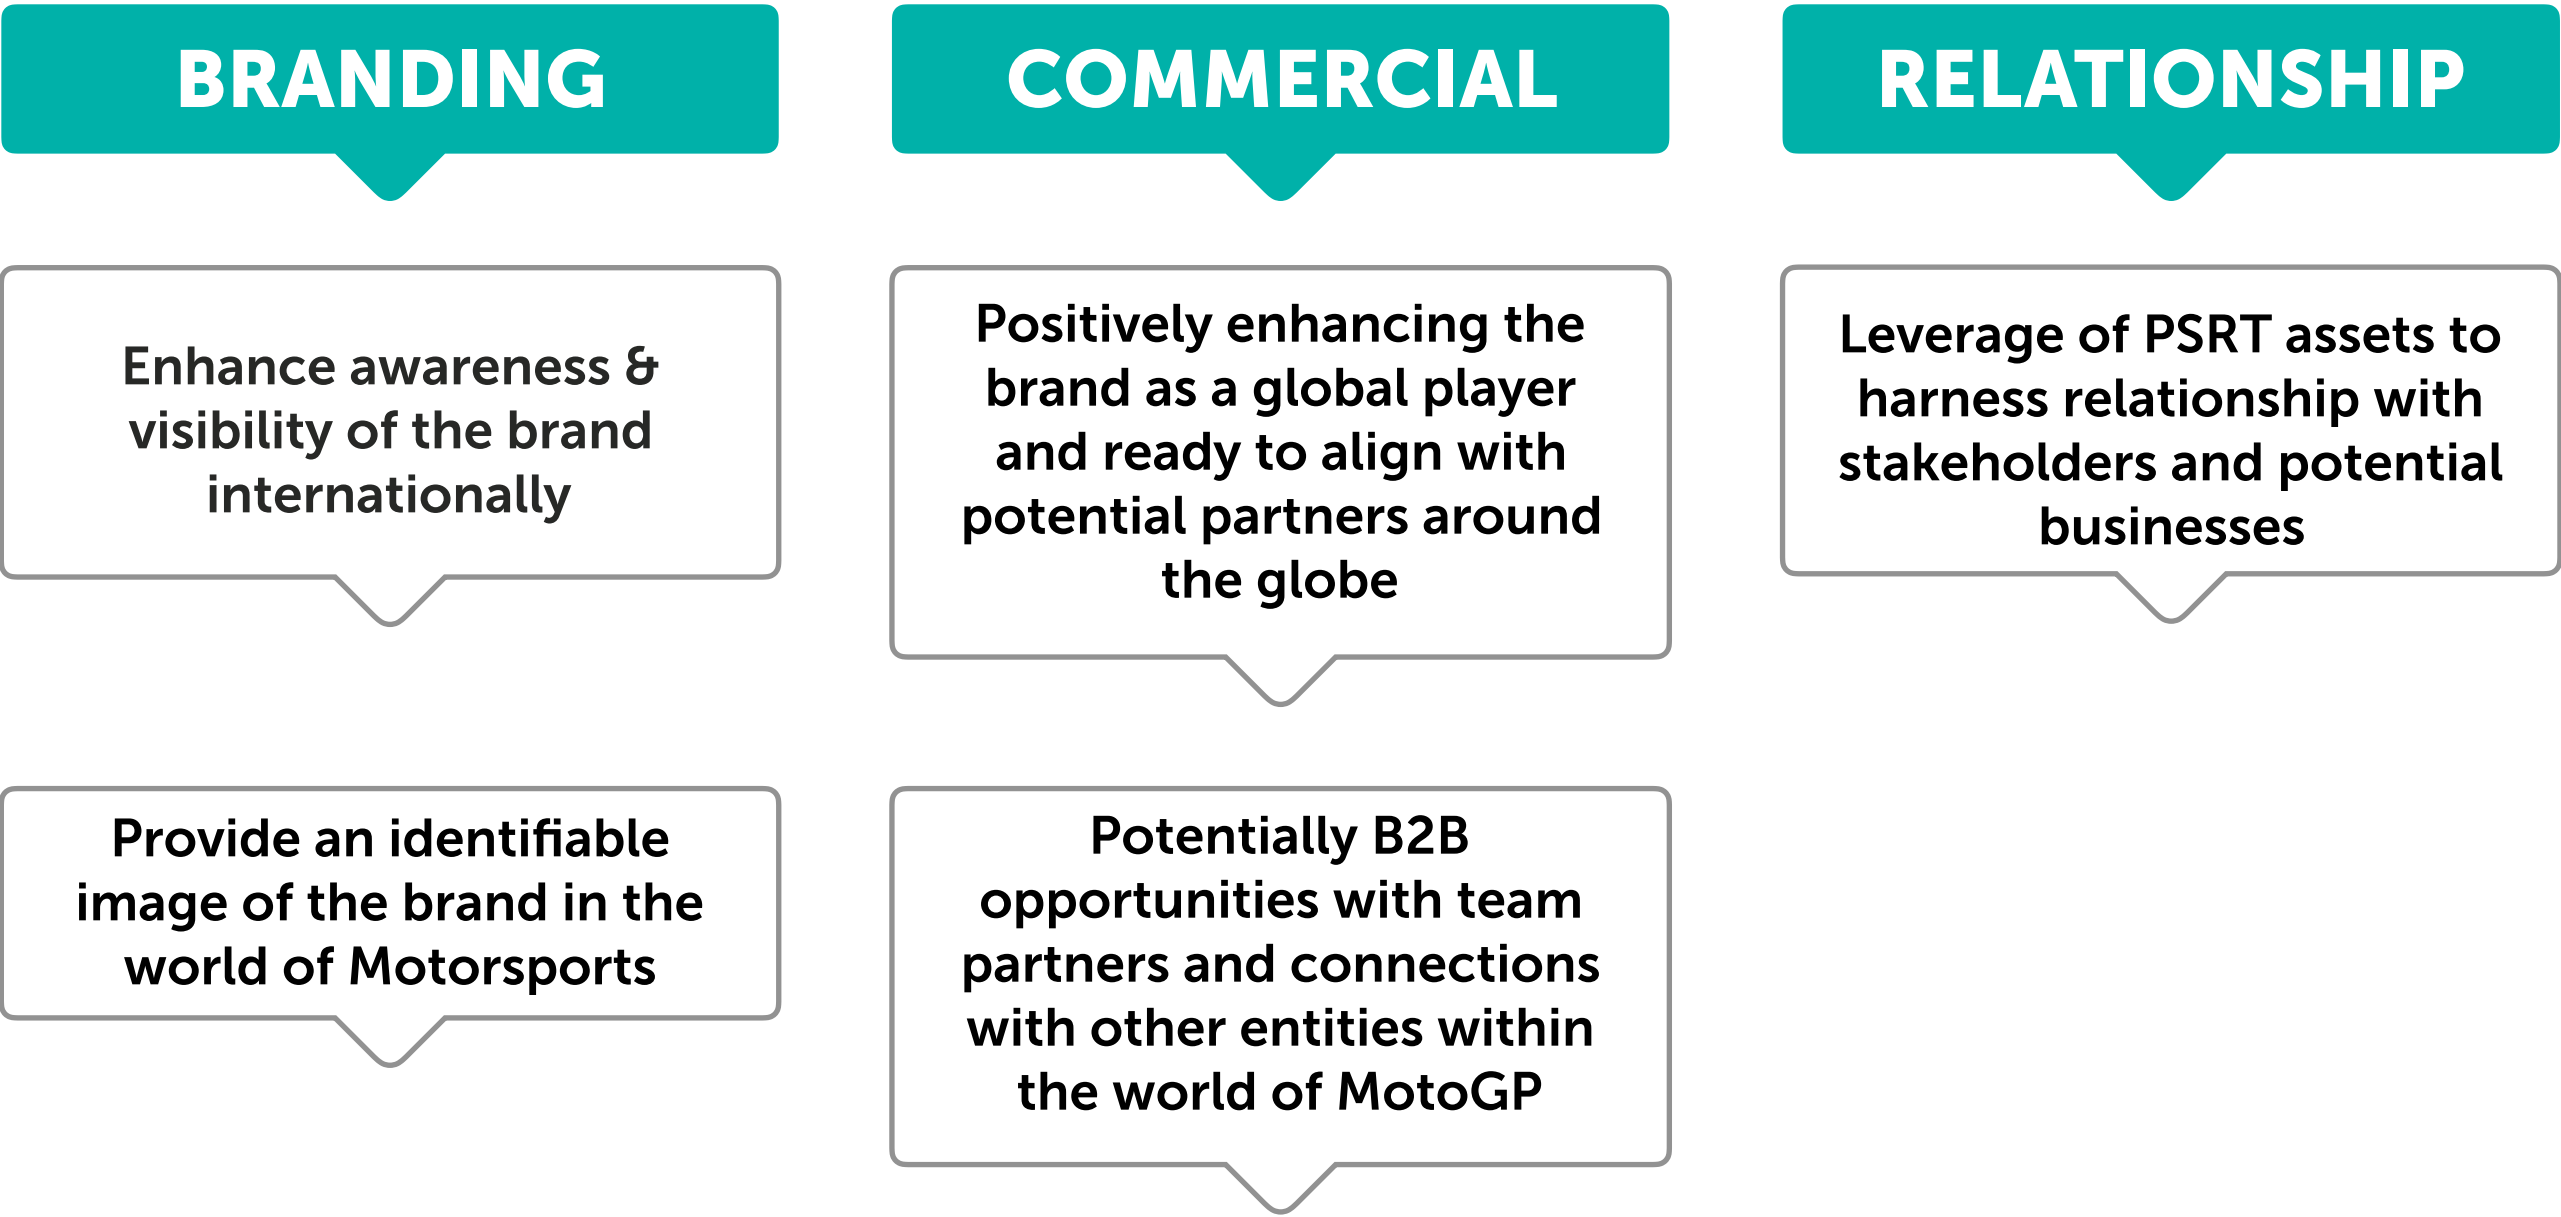 BRANDING
Enhance awareness &
visibility of the brand
internationally
Provide an identifiable
image of the brand in the
world of Motorsports
COMMERCIAL
Positively enhancing the
brand as a global player
and ready to align with
potential partners around
the globe
Potentially B2B
opportunities with team
partners and connections
with other entities within
the world of MotoGP
RELATIONSHIP
Leverage of PSRT assets to
harness relationship with
stakeholders and potential
businesses